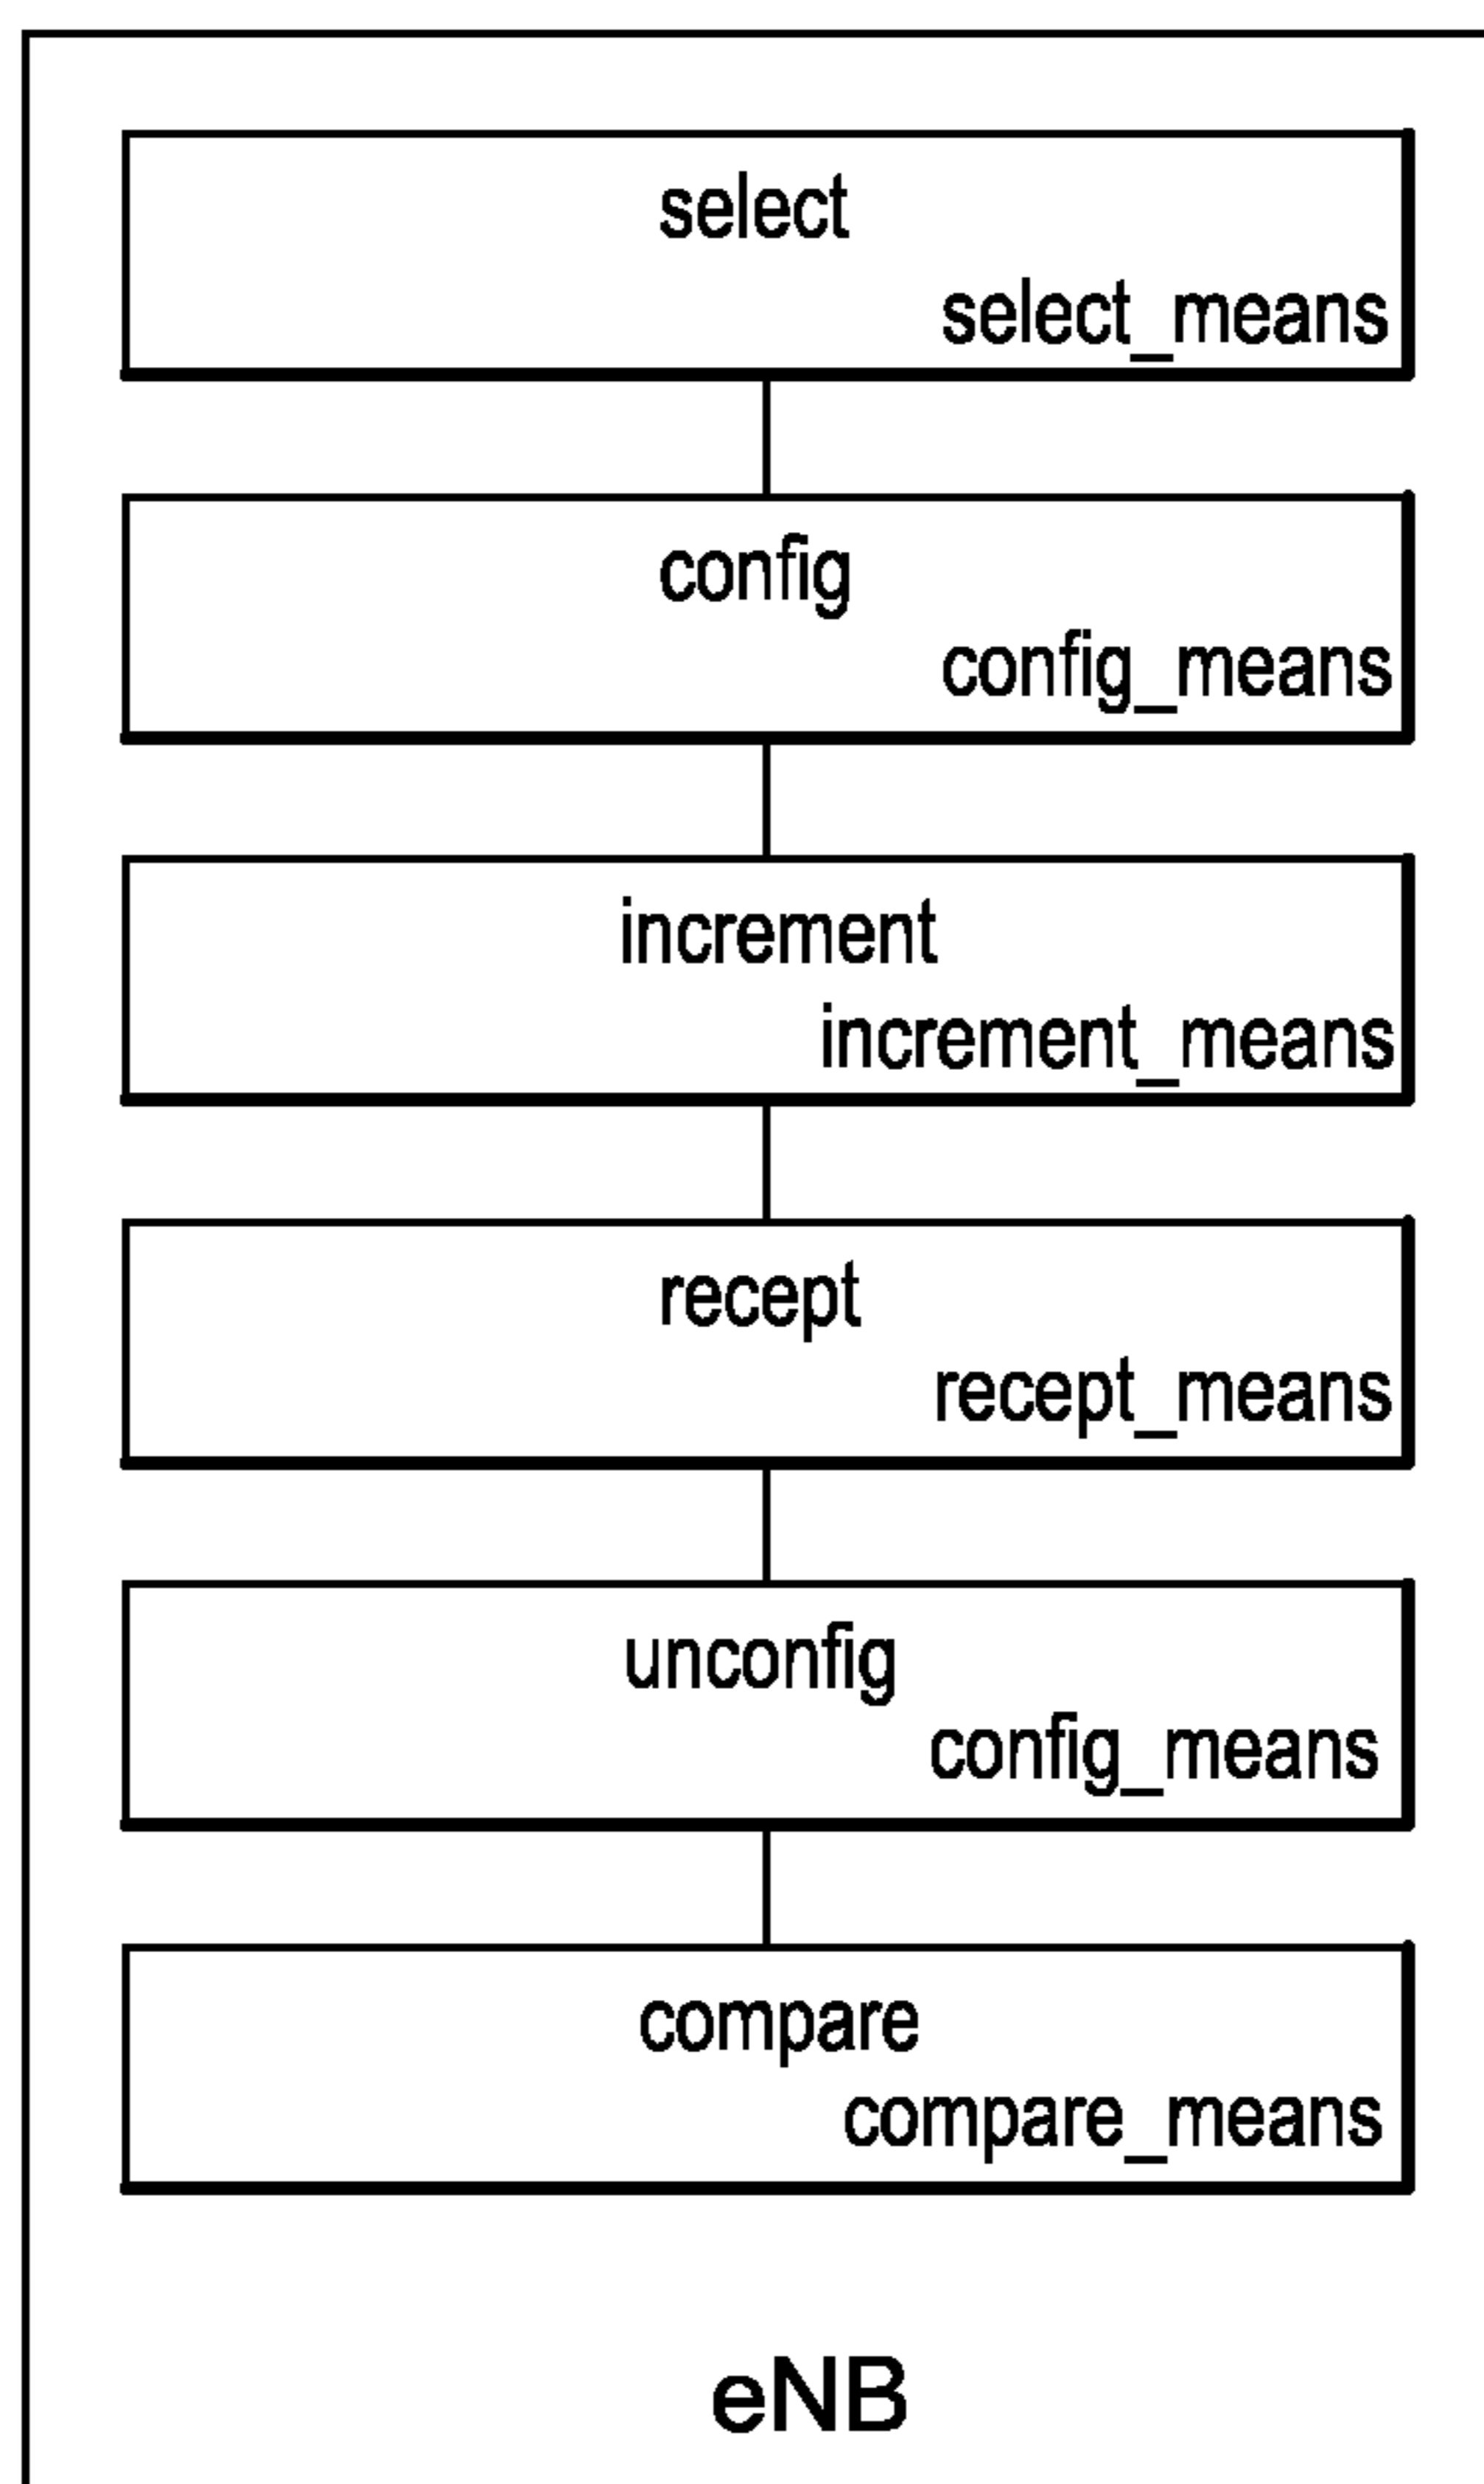 select
select_means
config
config_means
increment
increment_means
recept
recept_means
unconfig
config_means
compare
compare_means
eNB